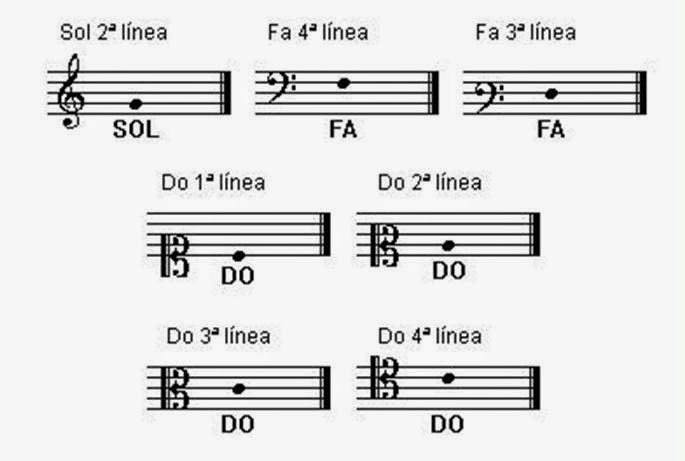 Sol 2ª línea Fa 4ª línea Fa 3ª línea
SOL FA FA
Do 1ª línea Do 2ª línea
DO DO
Do 3ª línea Do 4ª línea
DO DO